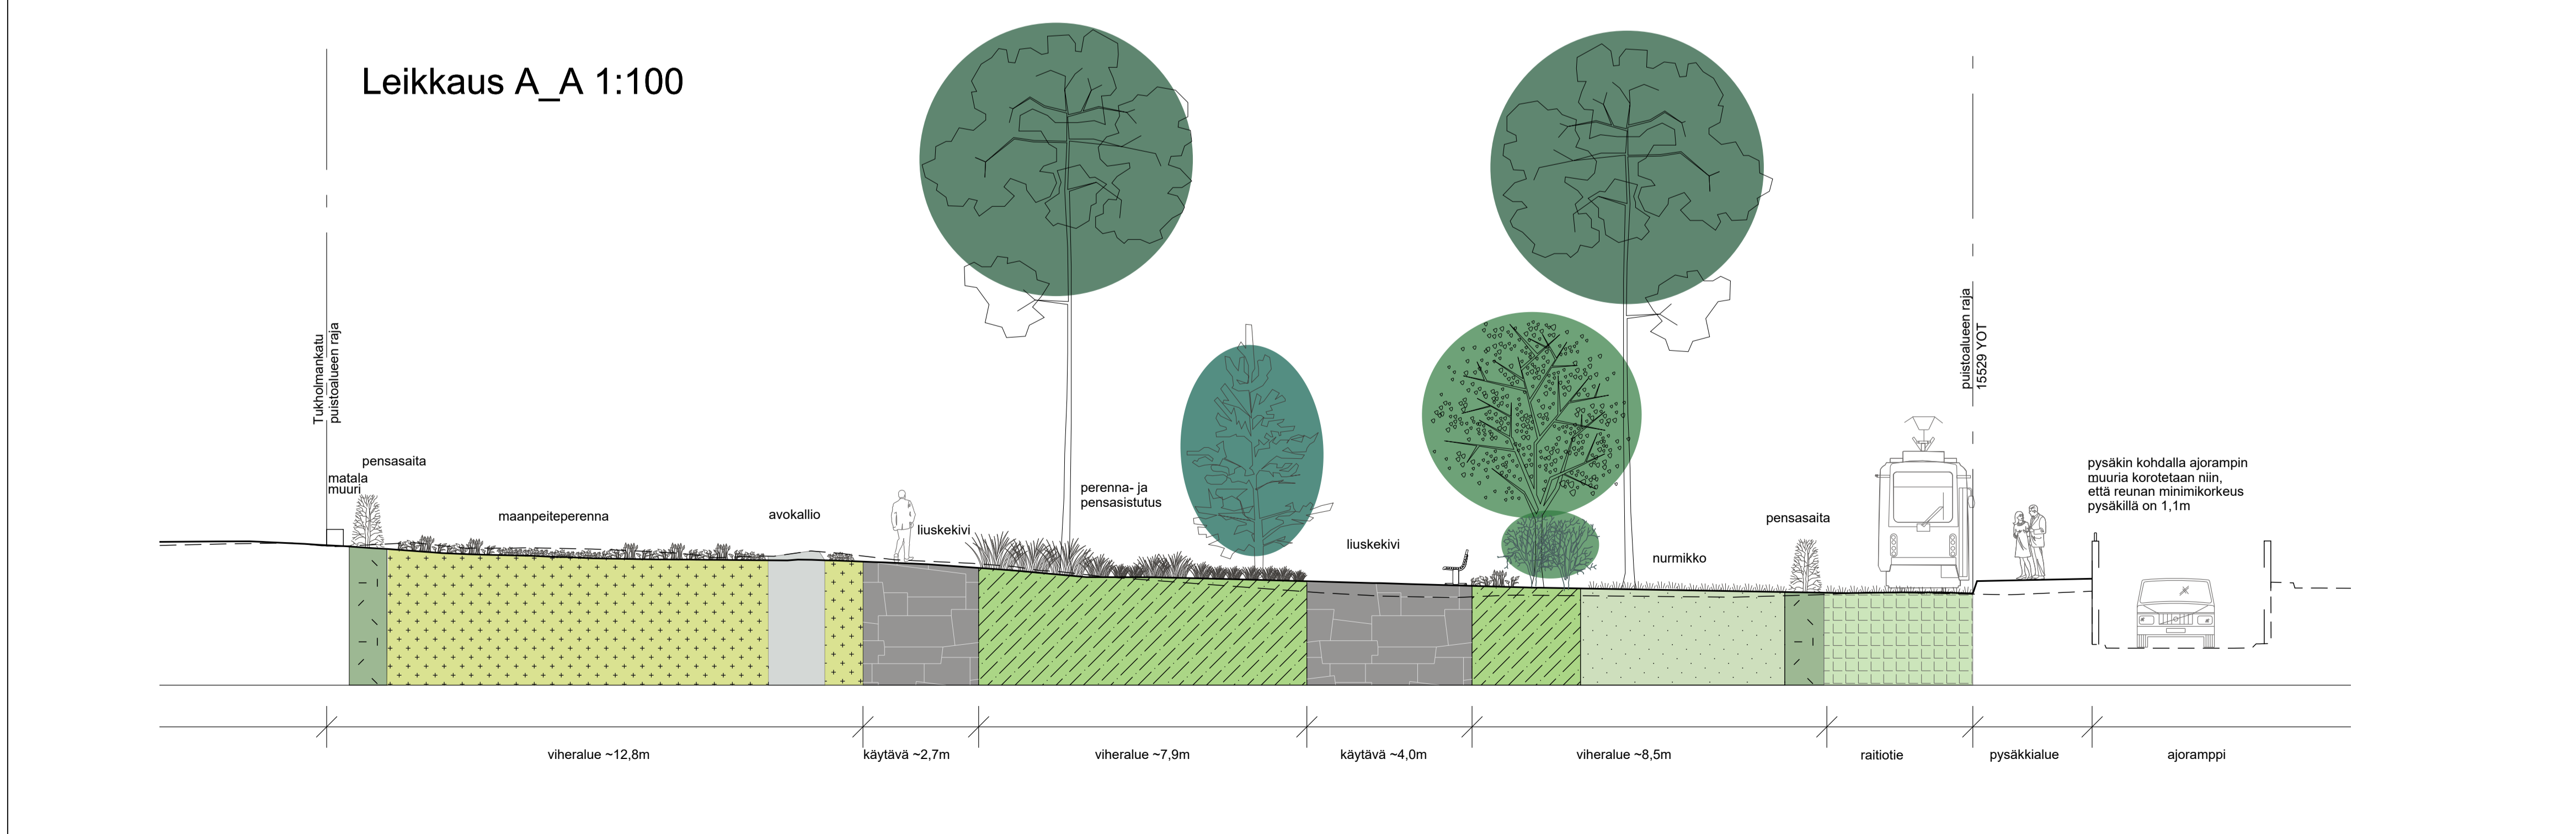 Leikkaus A_A 1:100
Tukholmankatu
puistoalueen raja
puistoalueen raja
15529 YOT
pensasaita
matala
muuri
maanpeiteperenna
avokallio
liuskekivi
perenna- ja
pensasistutus
liuskekivi
nurmikko
pensasaita
pysäkin kohdalla ajorampin
muuria korotetaan niin,
että reunan minimikorkeus
pysäkillä on 1,1m
viheralue ~12,8m
käytävä ~2,7m
viheralue ~7,9m
käytävä ~4,0m
viheralue ~8,5m
raitiotie
pysäkkialue
ajoramppi